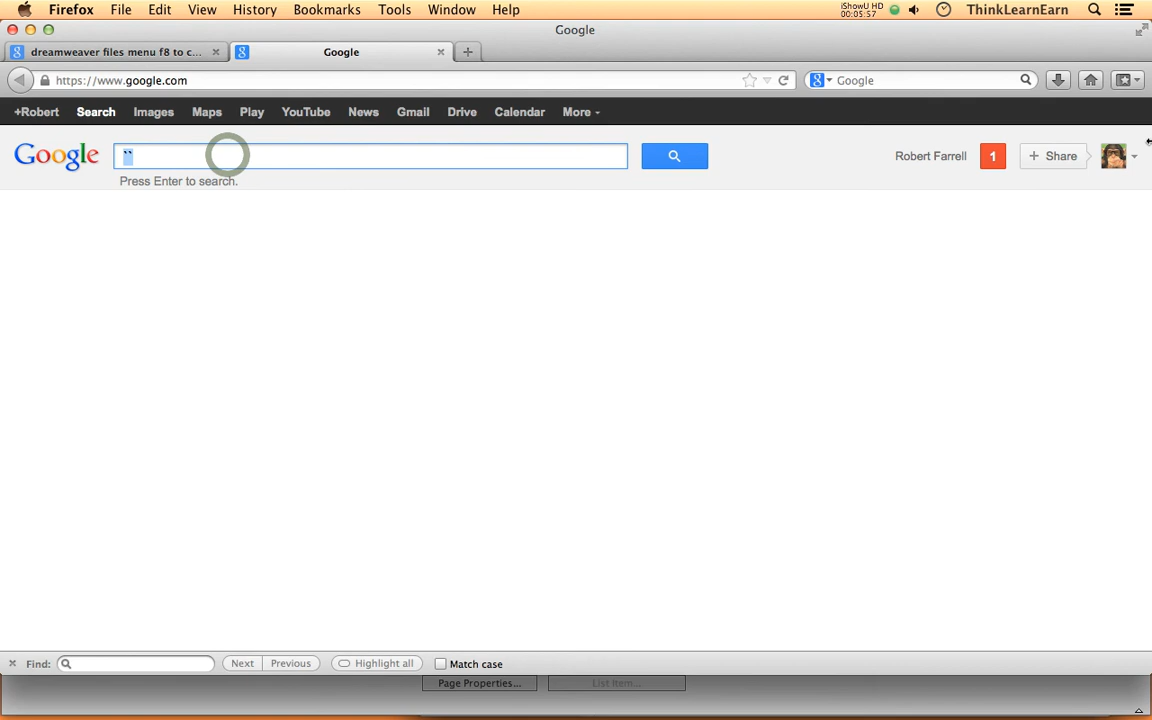 Firefox File Edit View History Bookmarks Tools Window Help iShowU HD 00:05:57 ThinkLearnEarn
Google
dreamweaver files menu f8 to c... Google
https://www.google.com Google
+Robert Search Images Maps Play YouTube News Gmail Drive Calendar More
Google `` Robert Farrell 1 + Share
Press Enter to search.
Find: Next Previous Highlight all Match case
Page Properties... List Item...